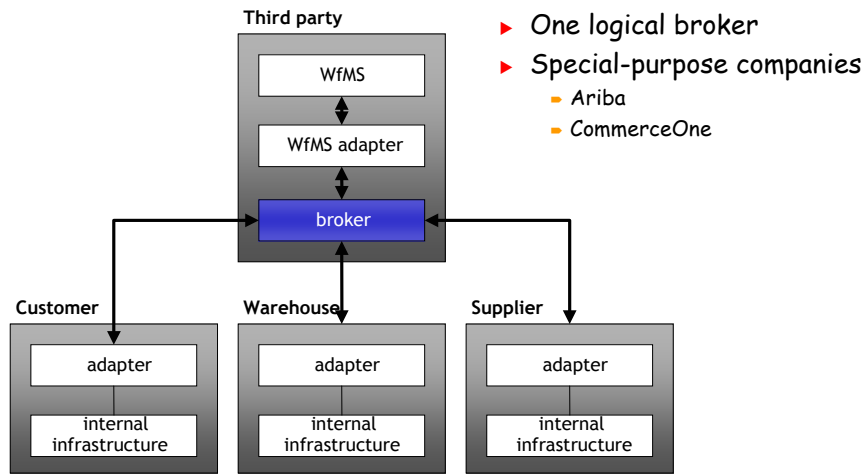 Third party
WfMS
WfMS adapter
broker
One logical broker
Special-purpose companies
Ariba
CommerceOne
Customer
Warehouse
Supplier
adapter
adapter
adapter
internal
infrastructure
internal
infrastructure
internal
infrastructure